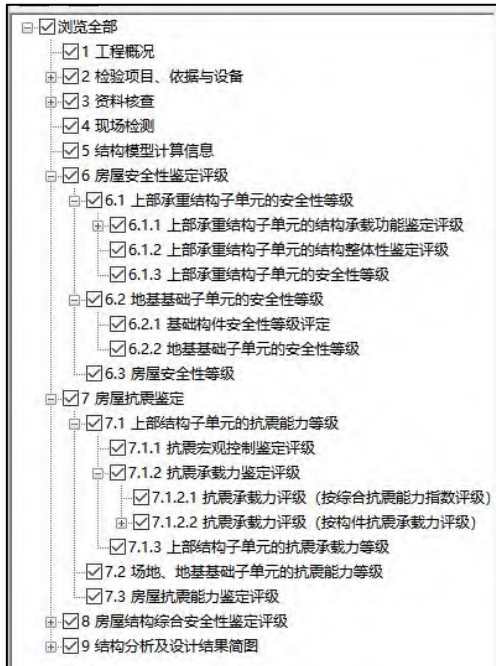 浏览全部
1 工程概况
2 检验项目、依据与设备
3 资料核查
4 现场检测
5 结构模型计算信息
6 房屋安全性鉴定评级
6.1 上部承重结构子单元的安全性等级
6.1.1 上部承重结构子单元的结构承载功能鉴定评级
6.1.2 上部承重结构子单元的结构整体性鉴定评级
6.1.3 上部承重结构子单元的安全性等级
6.2 地基基础子单元的安全性等级
6.2.1 基础构件安全性等级评定
6.2.2 地基基础子单元的安全性等级
6.3 房屋安全性等级
7 房屋抗震鉴定
7.1 上部结构子单元的抗震能力等级
7.1.1 抗震宏观控制鉴定评级
7.1.2 抗震承载力鉴定评级
7.1.2.1 抗震承载力评级（按综合抗震能力指数评级）
7.1.2.2 抗震承载力评级（按构件抗震承载力评级）
7.1.3 上部结构子单元的抗震承载力等级
7.2 场地、地基基础子单元的抗震能力等级
7.3 房屋抗震能力鉴定评级
8 房屋结构综合安全性鉴定评级
9 结构分析及设计结果简图